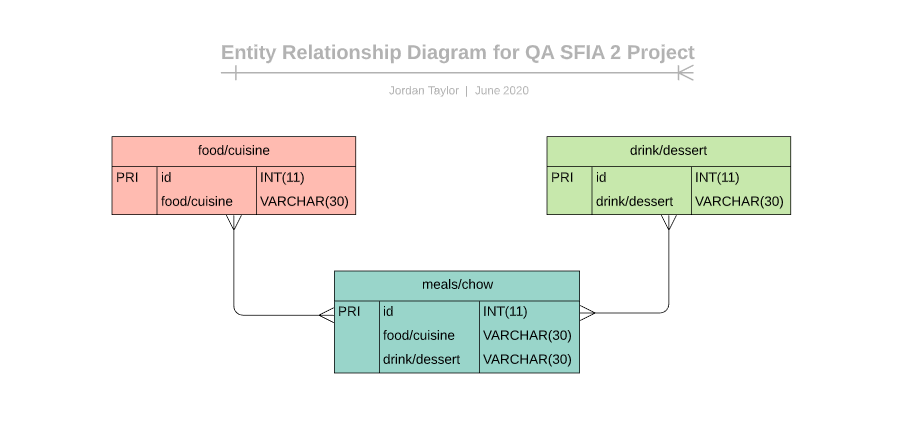 Entity Relationship Diagram for QA SFIA 2 Project
Jordan Taylor | June 2020
food/cuisine
PRI id INT(11)
food/cuisine VARCHAR(30)
drink/dessert
PRI id INT(11)
drink/dessert VARCHAR(30)
meals/chow
PRI id INT(11)
food/cuisine VARCHAR(30)
drink/dessert VARCHAR(30)